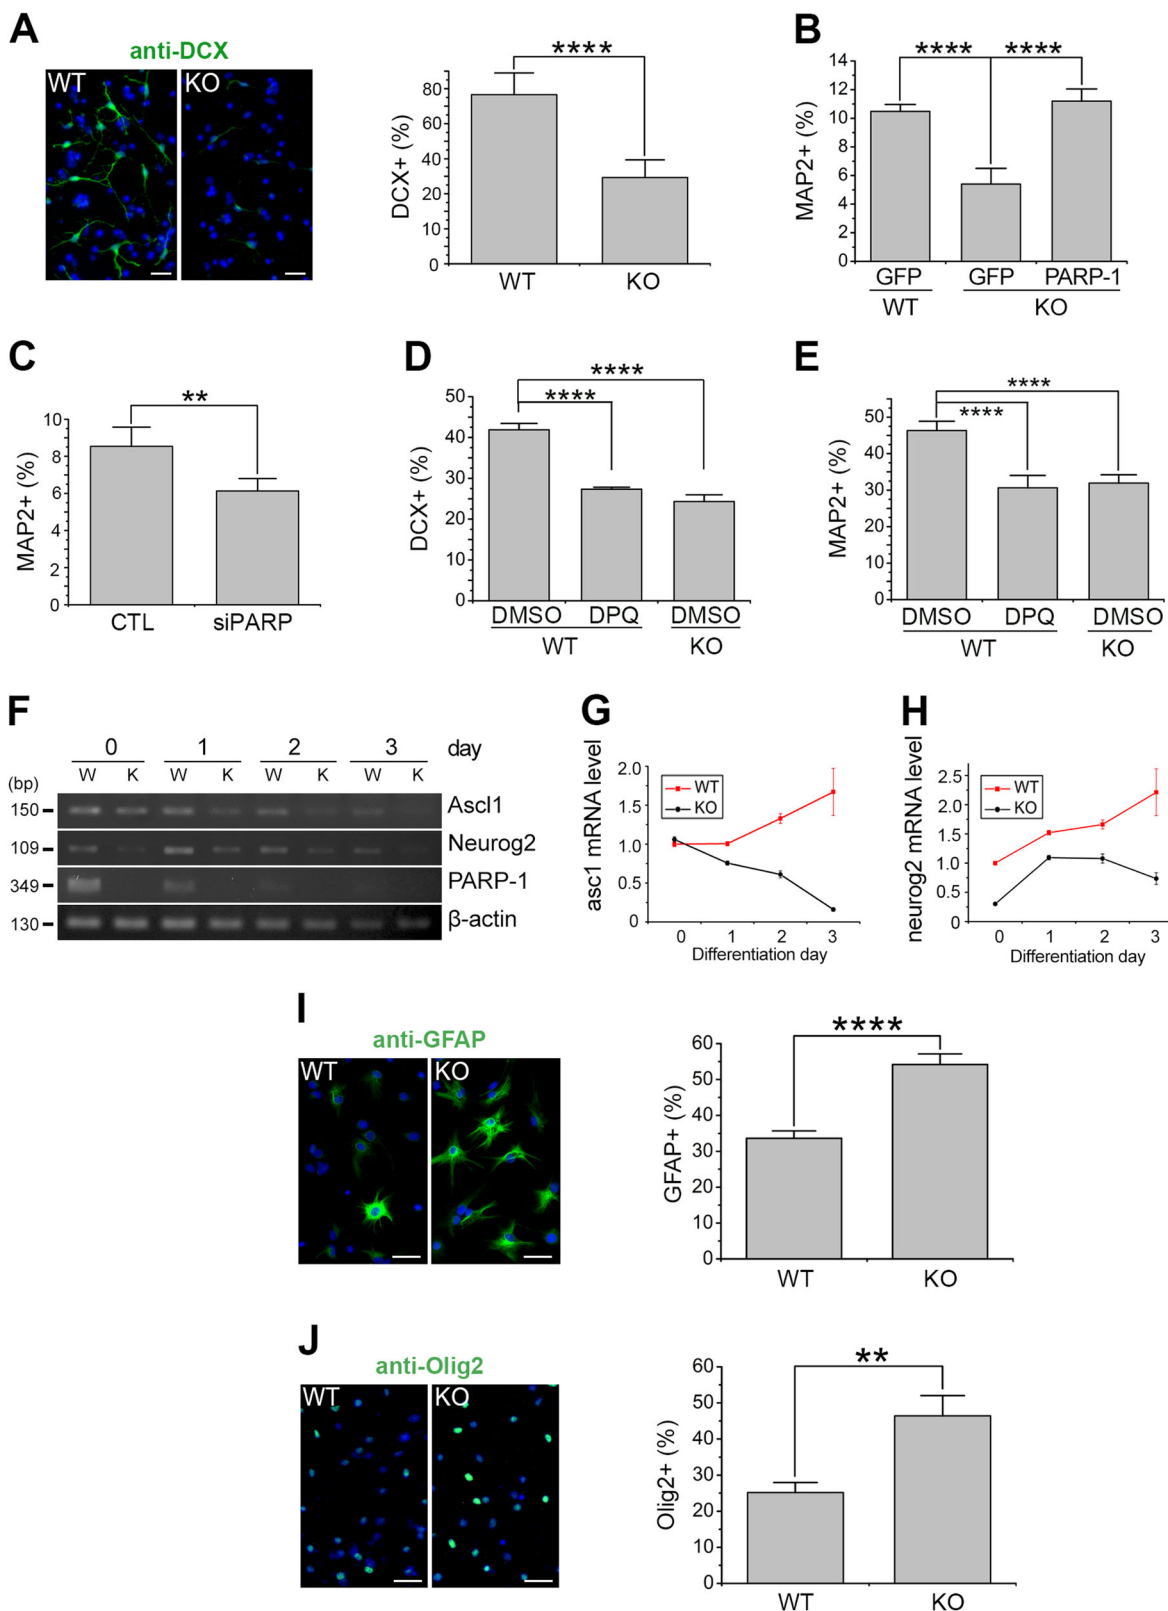 A
anti-DCX
WT
KO
DCX+ (%)
80
40
20
0
****
WT
KO
B
MAP2+ (%)
14
12
10
8
6
4
0
**** ****
GFP GFP PARP-1
WT KO
C
MAP2+ (%)
10
8
6
4
2
0
**
CTL siPARP
D
DCX+ (%)
50
40
30
20
10
0
****
****
DMSO DPQ DMSO
WT KO
E
MAP2+ (%)
50
40
30
10
0
****
****
DMSO DPQ DMSO
WT KO
F
0 1 2 3 day
(bp) W K W K W K W K
150 Ascl1
109 Neurog2
349 PARP-1
130 β-actin
G
asc1 mRNA level
2.0
1.5
1.0
0.5
0
WT
KO
0 1 2 3
Differentiation day
H
neurog2 mRNA level
2.5
2.0
1.5
1.0
0.5
0
WT
KO
0 1 2 3
Differentiation day
I
anti-GFAP
WT
KO
GFAP+ (%)
60
50
40
30
20
10
0
****
WT KO
J
anti-Olig2
WT
KO
Olig2+ (%)
60
50
40
30
20
10
0
**
WT KO